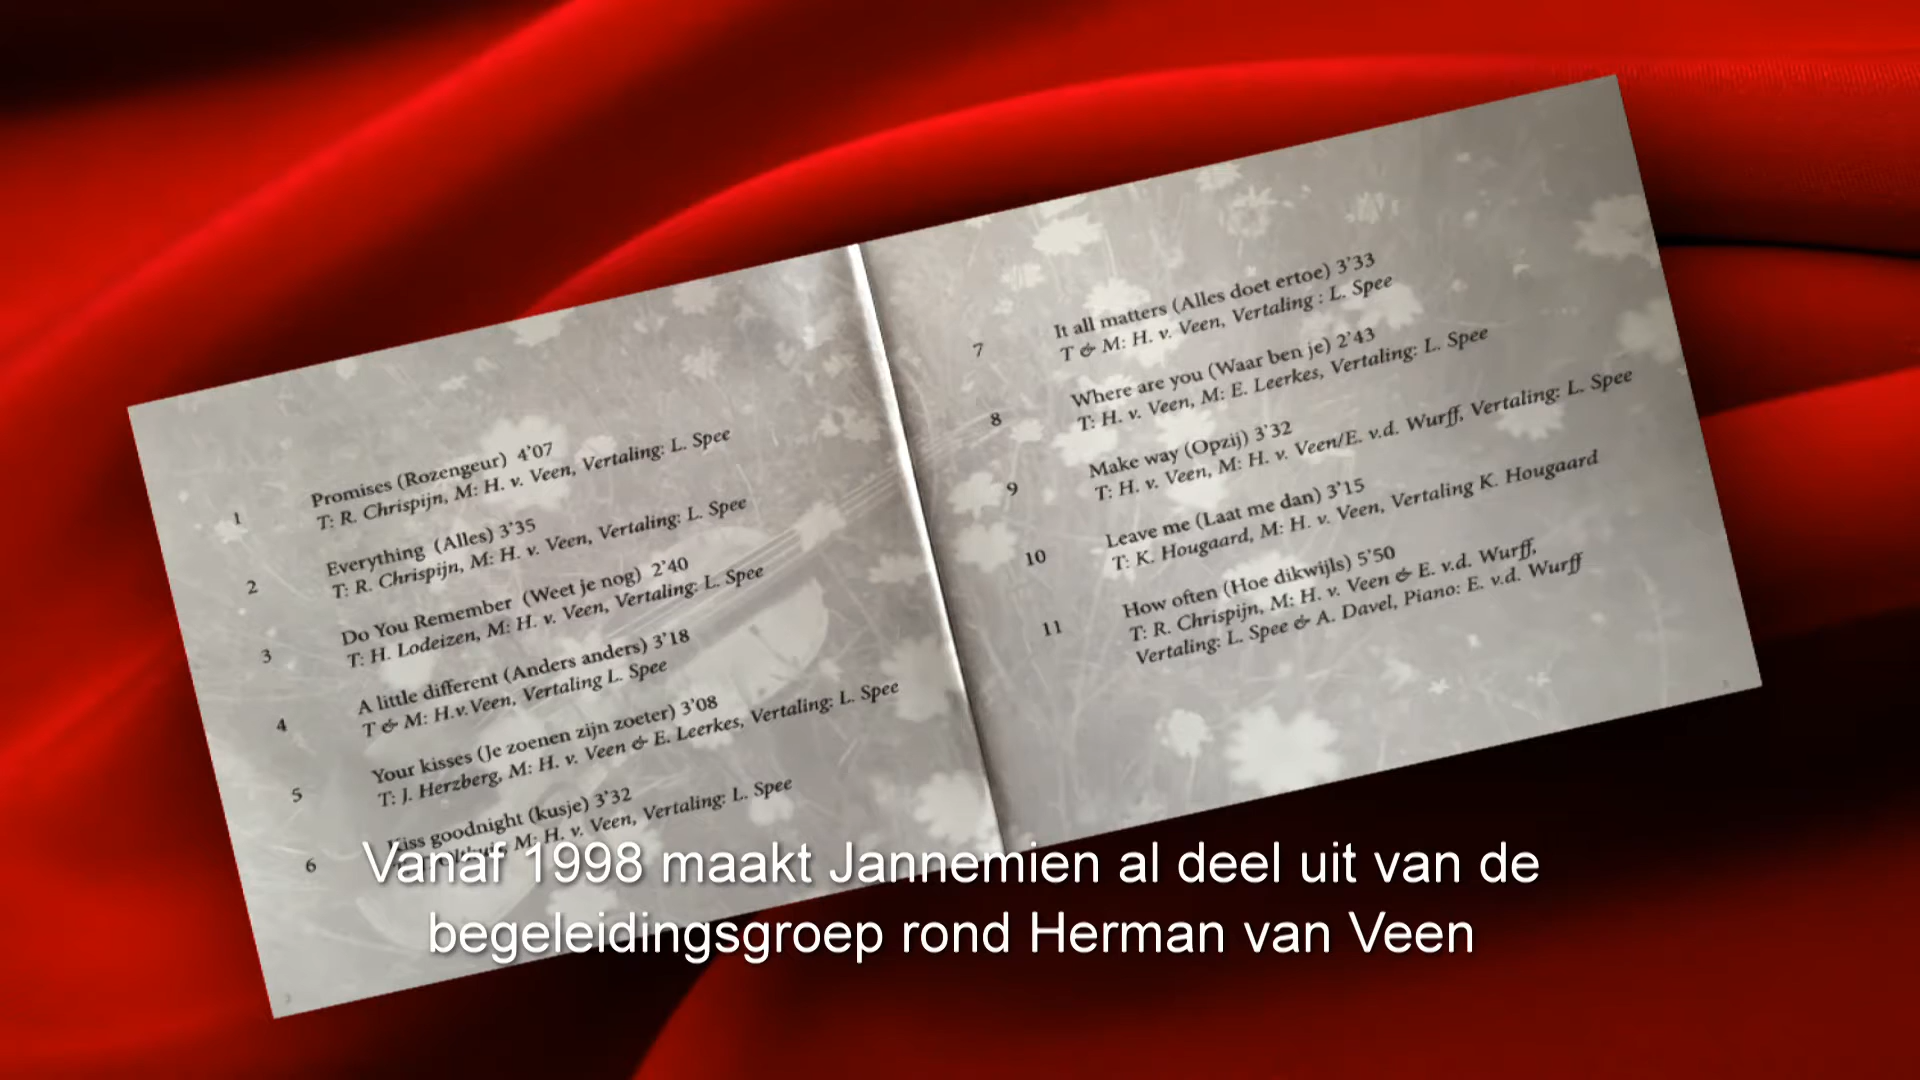 1
Promises (Rozengeur) 4'07
T: R. Chrispijn, M: H. v. Veen, Vertaling: L. Spee
2
Everything (Alles) 3'35
T: R. Chrispijn, M: H. v. Veen, Vertaling: L. Spee
3
Do You Remember (Weet je nog) 2'40
T: H. Lodeizen, M: H. v. Veen, Vertaling: L. Spee
4
A little different (Anders anders) 3'18
T & M: H.v.Veen, Vertaling L. Spee
5
Your kisses (Je zoenen zijn zoeter) 3'08
T: J. Herzberg, M: H. v. Veen & E. Leerkes, Vertaling: L. Spee
6
Kiss goodnight (kusje) 3'32
M: H. v. Veen, Vertaling: L. Spee
7
It all matters (Alles doet ertoe) 3'33
T & M: H. v. Veen, Vertaling : L. Spee
8
Where are you (Waar ben je) 2'43
T: H. v. Veen, M: E. Leerkes, Vertaling: L. Spee
9
Make way (Opzij) 3'32
T: H. v. Veen, M: H. v. Veen/E. v.d. Wurff, Vertaling: L. Spee
10
Leave me (Laat me dan) 3'15
T: K. Hougaard, M: H. v. Veen, Vertaling K. Hougaard
11
How often (Hoe dikwijls) 5'50
T: R. Chrispijn, M: H. v. Veen & E. v.d. Wurff,
Vertaling: L. Spee & A. Davel, Piano: E. v.d. Wurff
Vanaf 1998 maakt Jannemien al deel uit van de
begeleidingsgroep rond Herman van Veen